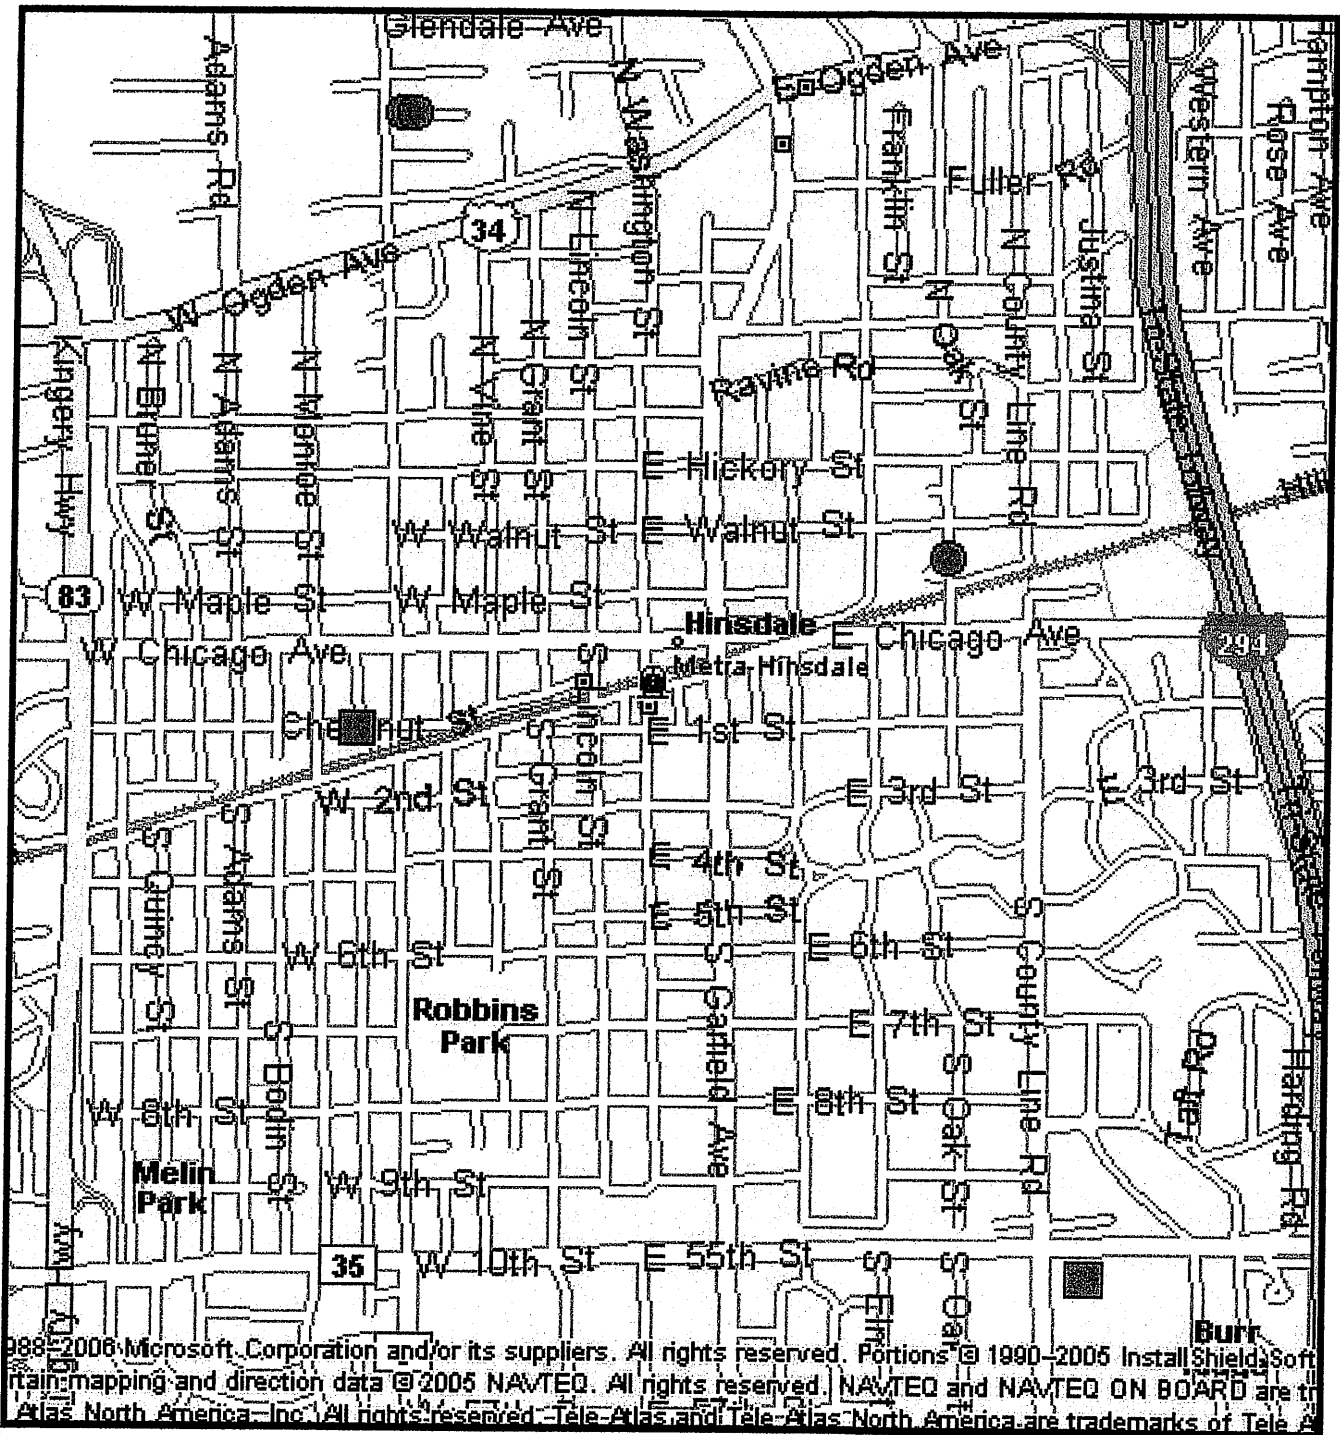 Glendale Ave
Adams Rd
N Washington St
E Ogden Ave
Franklin St
Fuller Rd
Western Ave
Rose Ave
Hampton Ave
34
W Ogden Ave
N Lincoln St
N County Line Rd
Justina St
Kingery Hwy
N Bruner St
N Adams St
N Monroe St
N Vine St
N Grant St
Ravine Rd
N Oak St
Tristate Tollway
E Hickory St
W Walnut St
E Walnut St
83
W Maple St
W Maple St
Hinsdale
W Chicago Ave
E Chicago Ave
294
Metra-Hinsdale
S Lincoln St
E 1st St
S Grant St
W 2nd St
E 3rd St
E 3rd St
S Quincy St
S Adams St
E 4th St
E 5th St
W 6th St
E 6th St
S Garfield Ave
S County Line Rd
Robbins
Park
E 7th St
S Bodin St
W 8th St
E 8th St
S Oak St
Harding Rd
Melin
Park
W 9th St
35
W 10th St
E 55th St
S Elm
S Oak
Burr
988-2006 Microsoft Corporation and/or its suppliers. All rights reserved. Portions © 1990-2005 InstallShield Soft
rtain mapping and direction data © 2005 NAVTEQ. All rights reserved. NAVTEQ and NAVTEQ ON BOARD are tr
Atlas North America, Inc. All rights reserved. Tele Atlas and Tele Atlas North America are trademarks of Tele A